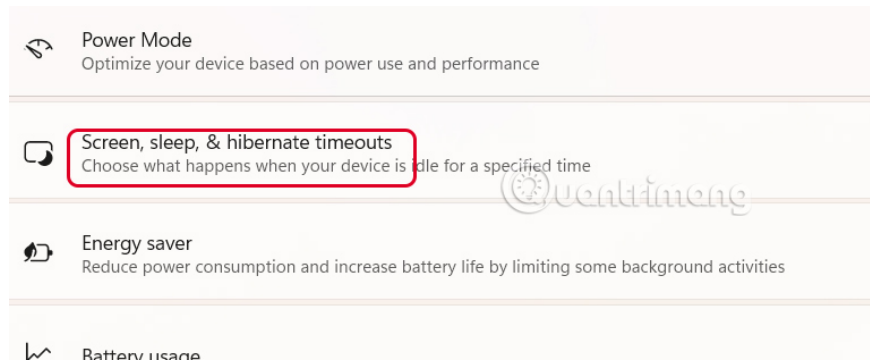 Power Mode
Optimize your device based on power use and performance
Screen, sleep, & hibernate timeouts
Choose what happens when your device is idle for a specified time
Quantrimang
Energy saver
Reduce power consumption and increase battery life by limiting some background activities
Battery usage